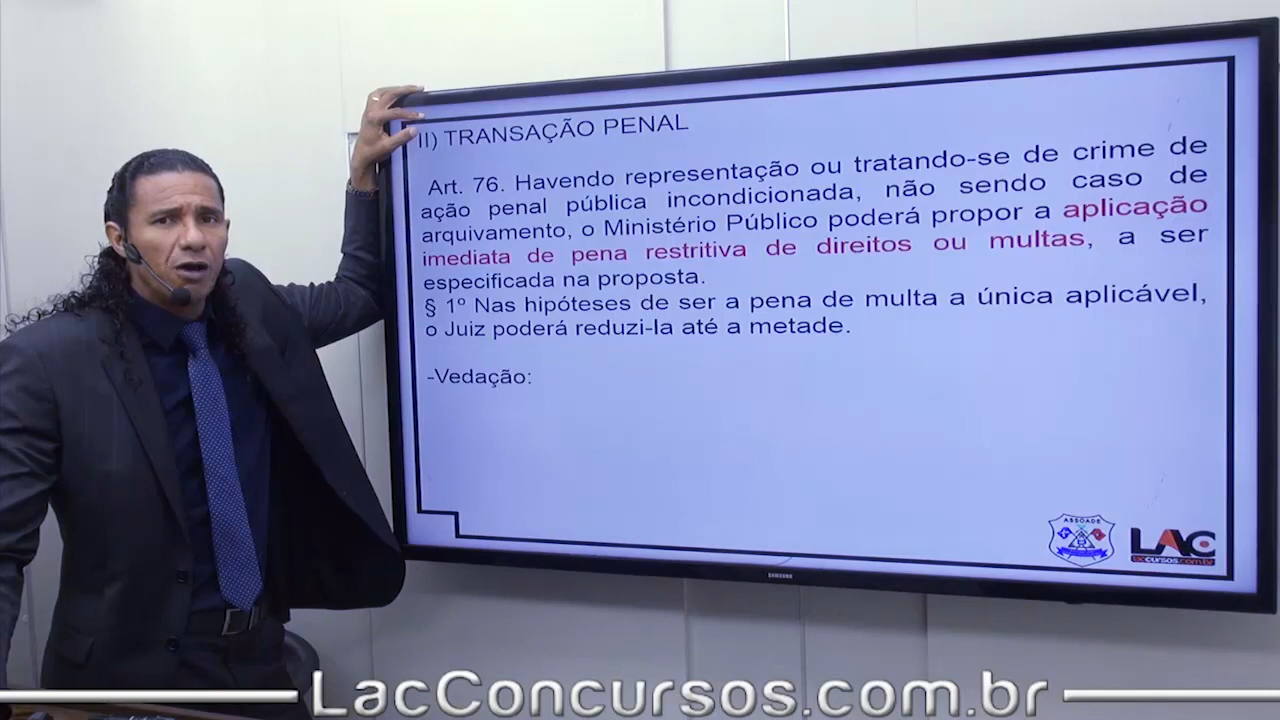 II) TRANSAÇÃO PENAL
Art. 76. Havendo representação ou tratando-se de crime de
ação penal pública incondicionada, não sendo caso de
arquivamento, o Ministério Público poderá propor a aplicação
imediata de pena restritiva de direitos ou multas, a ser
especificada na proposta.
§ 1º Nas hipóteses de ser a pena de multa a única aplicável,
o Juiz poderá reduzi-la até a metade.
-Vedação:
ASSOADE
LAC
laccursos.com.br
SAMSUNG
LacConcursos.com.br